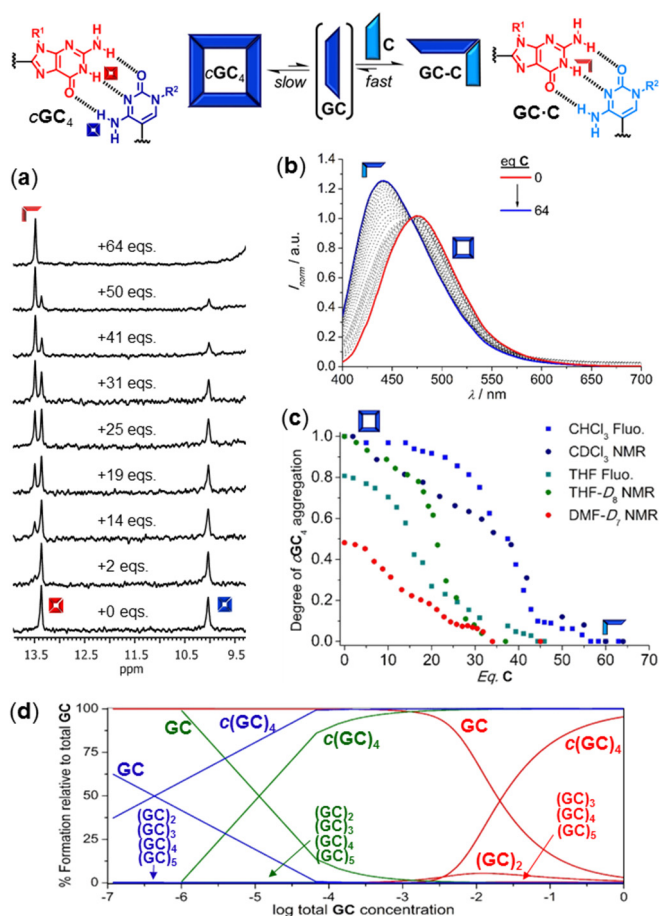 R¹
N
N
N
N-H
H
N-H
O
O
N
N-R²
H-N
H
cGC₄
cGC₄
slow
GC
fast
C
GC-C
R¹
N
N
N
N-H
H
N-H
O
O
N
N-R²
H-N
H
GC·C
(a)
+64 eqs.
+50 eqs.
+41 eqs.
+31 eqs.
+25 eqs.
+19 eqs.
+14 eqs.
+2 eqs.
+0 eqs.
13.5 12.5 11.5 10.5 9.5
ppm
(b)
eq C
0
64
1.4
1.2
1.0
0.8
0.6
0.4
0.2
0.0
Inorm / a.u.
400 450 500 550 600 650 700
λ / nm
(c)
CHCl₃ Fluo.
CDCl₃ NMR
THF Fluo.
THF-D₈ NMR
DMF-D₇ NMR
1.0
0.8
0.6
0.4
0.2
0.0
Degree of cGC₄ aggregation
0 10 20 30 40 50 60 70
Eq. C
(d)
100
75
50
25
0
% Formation relative to total GC
GC
GC
c(GC)₄
c(GC)₄
GC
c(GC)₄
(GC)₂
(GC)₃
(GC)₄
(GC)₅
(GC)₂
(GC)₃
(GC)₄
(GC)₅
(GC)₂
(GC)₃
(GC)₄
(GC)₅
-7 -6 -5 -4 -3 -2 -1 0
log total GC concentration